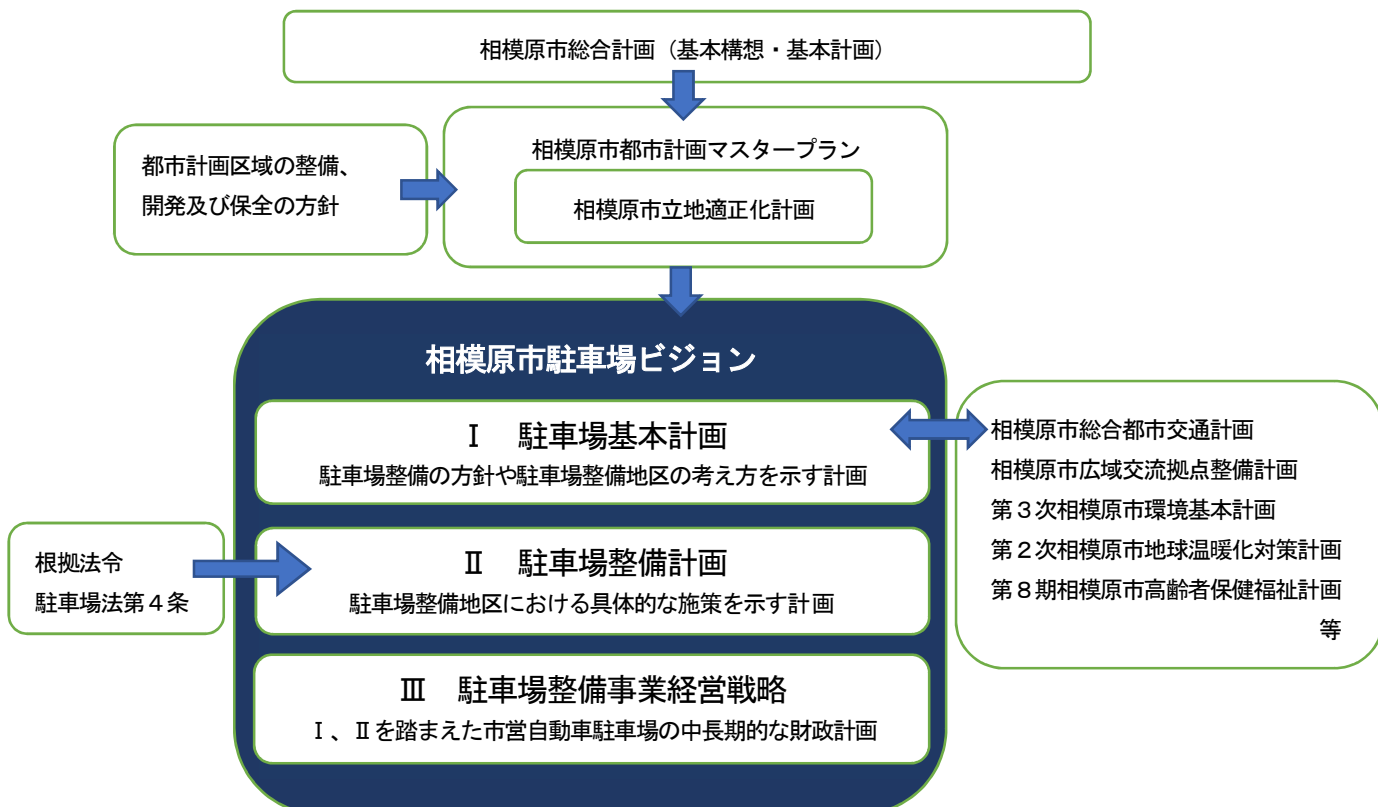 相模原市総合計画（基本構想・基本計画）
都市計画区域の整備、
開発及び保全の方針
相模原市都市計画マスタープラン
相模原市立地適正化計画
相模原市駐車場ビジョン
Ⅰ　駐車場基本計画
駐車場整備の方針や駐車場整備地区の考え方を示す計画
相模原市総合都市交通計画
相模原市広域交流拠点整備計画
第３次相模原市環境基本計画
第２次相模原市地球温暖化対策計画
第８期相模原市高齢者保健福祉計画
等
根拠法令
駐車場法第４条
Ⅱ　駐車場整備計画
駐車場整備地区における具体的な施策を示す計画
Ⅲ　駐車場整備事業経営戦略
Ⅰ、Ⅱを踏まえた市営自動車駐車場の中長期的な財政計画